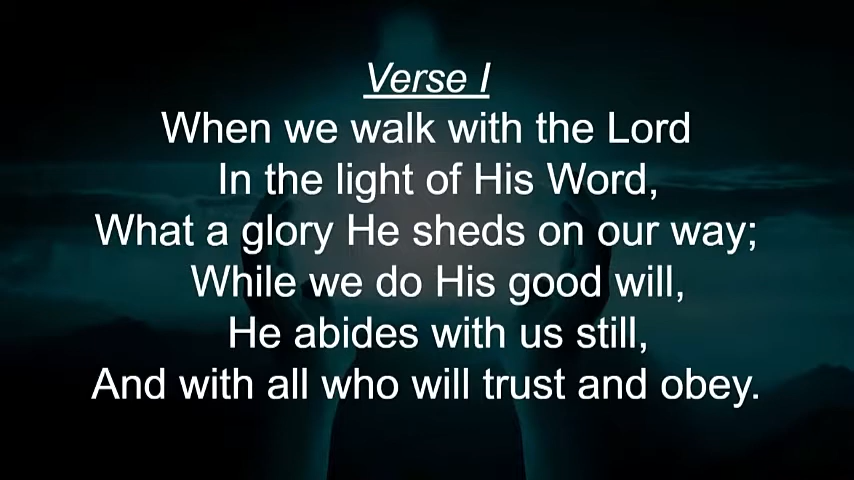 Verse I
When we walk with the Lord
In the light of His Word,
What a glory He sheds on our way;
While we do His good will,
He abides with us still,
And with all who will trust and obey.